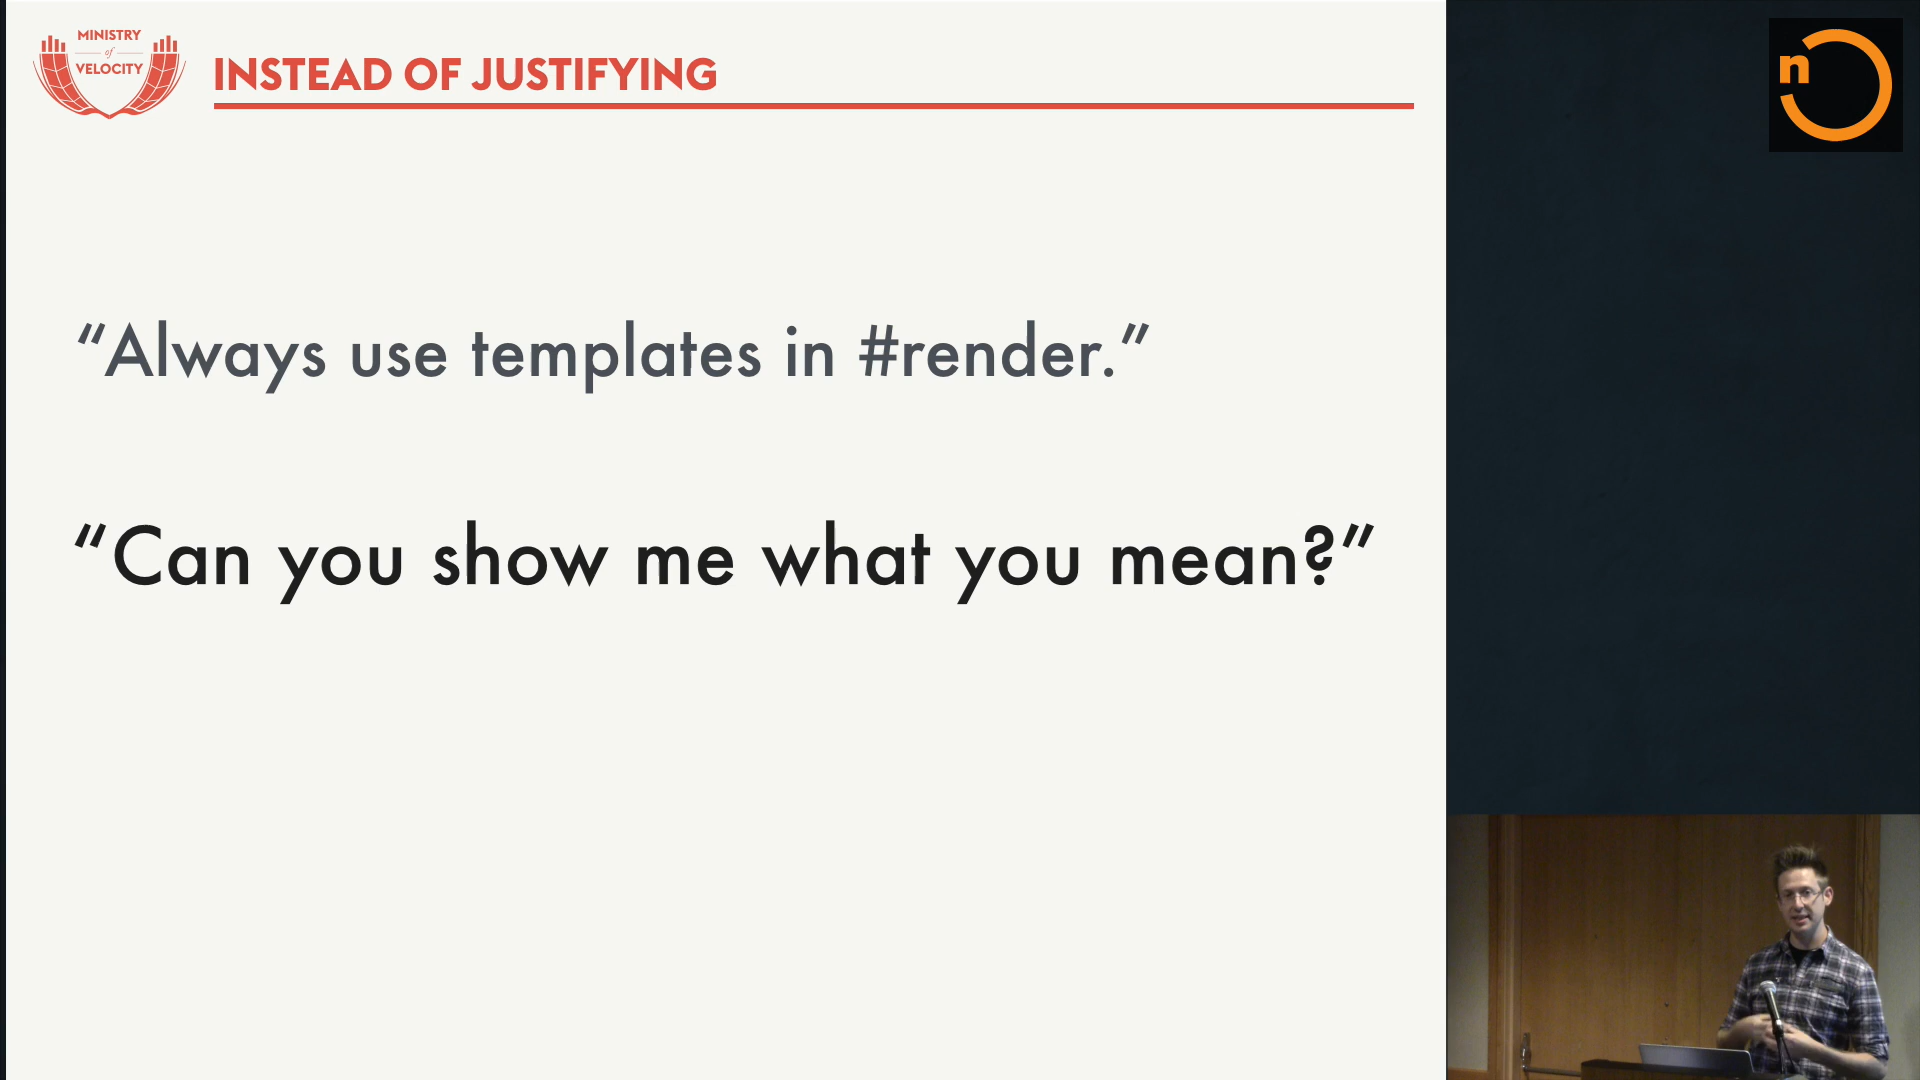 MINISTRY
of
VELOCITY
INSTEAD OF JUSTIFYING
n
“Always use templates in #render.”
“Can you show me what you mean?”